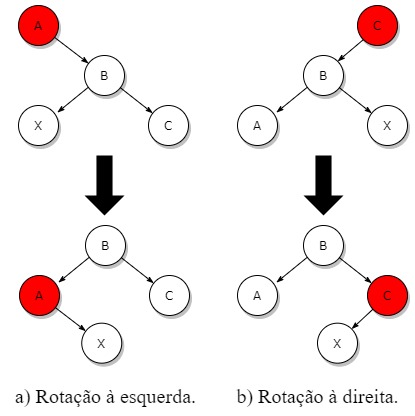 A C
B B
X C A X
B B
A C A C
X X
a) Rotação à esquerda. b) Rotação à direita.